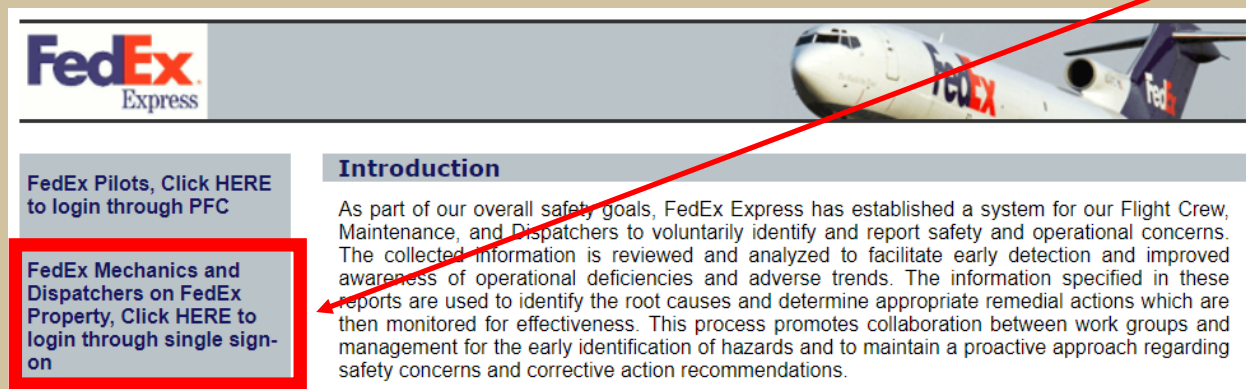 FedEx
Express
FedEx
Fed
FedEx Pilots, Click HERE
to login through PFC
FedEx Mechanics and
Dispatchers on FedEx
Property, Click HERE to
login through single sign-
on
Introduction
As part of our overall safety goals, FedEx Express has established a system for our Flight Crew,
Maintenance, and Dispatchers to voluntarily identify and report safety and operational concerns.
The collected information is reviewed and analyzed to facilitate early detection and improved
awareness of operational deficiencies and adverse trends. The information specified in these
reports are used to identify the root causes and determine appropriate remedial actions which are
then monitored for effectiveness. This process promotes collaboration between work groups and
management for the early identification of hazards and to maintain a proactive approach regarding
safety concerns and corrective action recommendations.